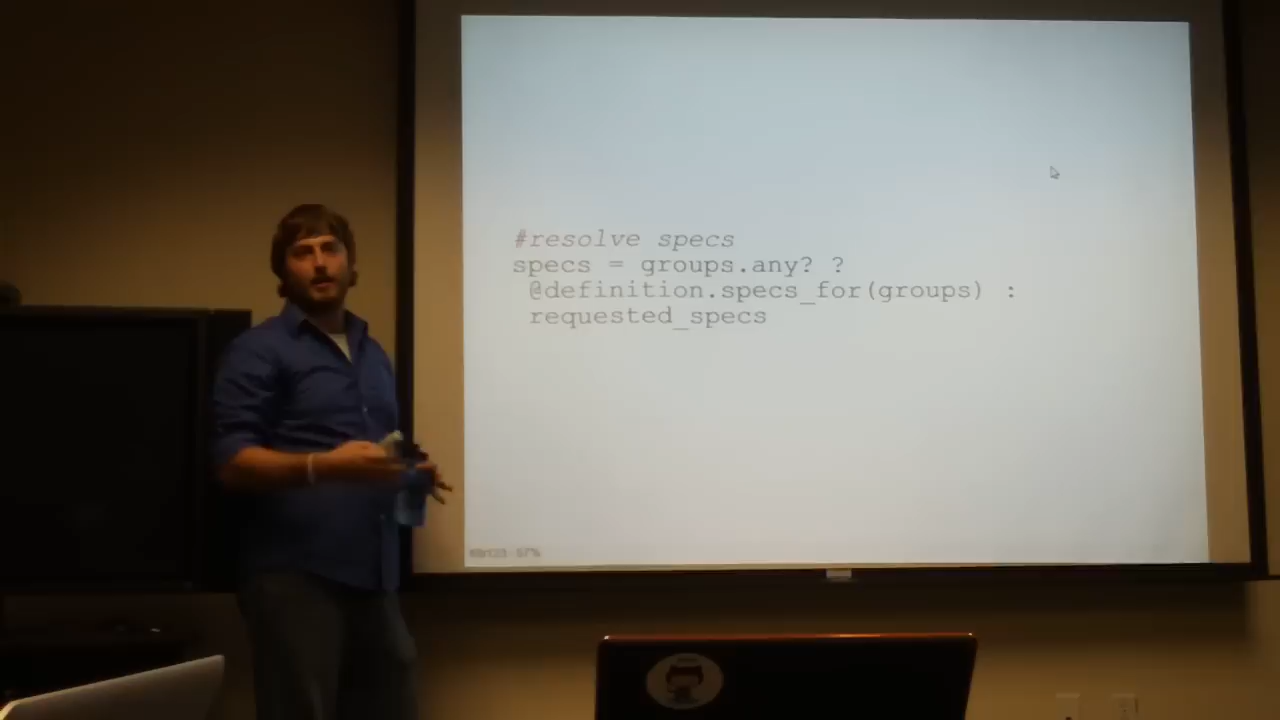 #resolve specs
specs = groups.any? ?
@definition.specs_for(groups) :
requested_specs